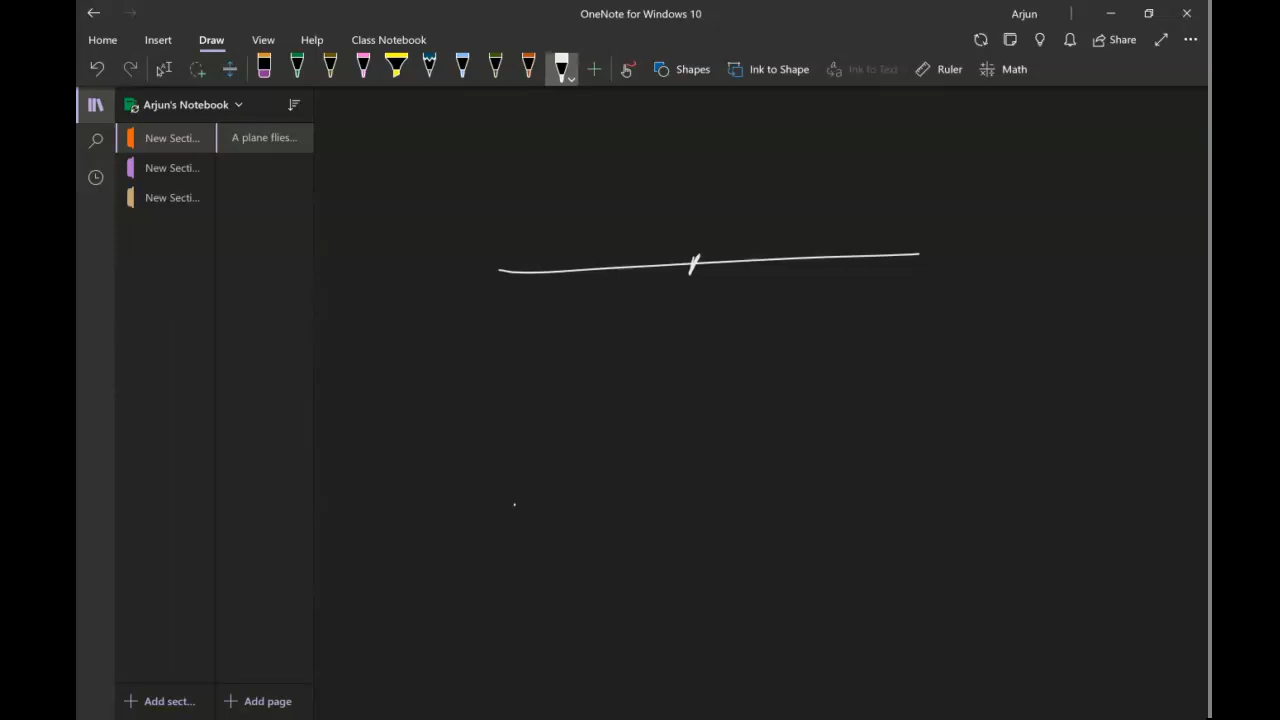 OneNote for Windows 10
Arjun
Home Insert Draw View Help Class Notebook
Share
Shapes Ink to Shape Ink to Text Ruler Math
Arjun's Notebook
New Secti... A plane flies...
New Secti...
New Secti...
Add sect... Add page